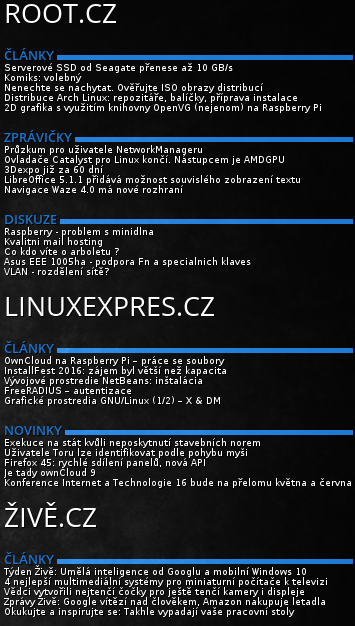 ROOT.CZ
ČLÁNKY
Serverové SSD od Seagate přenese až 10 GB/s
Komiks: volebný
Nenechte se nachytat. Ověřujte ISO obrazy distribucí
Distribuce Arch Linux: repozitáře, balíčky, příprava instalace
2D grafika s využitím knihovny OpenVG (nejenom) na Raspberry Pi
ZPRÁVIČKY
Průzkum pro uživatele NetworkManageru
Ovladače Catalyst pro Linux končí. Nástupcem je AMDGPU
3Dexpo již za 60 dní
LibreOffice 5.1.1 přidává možnost souvislého zobrazení textu
Navigace Waze 4.0 má nové rozhraní
DISKUZE
Raspberry - problem s minidlna
Kvalitní mail hosting
Co kdo víte o arboletu ?
Asus EEE 1005ha - podpora Fn a specialnich klaves
VLAN - rozdělení sítě?
LINUXEXPRES.CZ
ČLÁNKY
OwnCloud na Raspberry Pi – práce se soubory
InstallFest 2016: zájem byl větší než kapacita
Vývojové prostredie NetBeans: inštalácia
FreeRADIUS – autentizace
Grafické prostredia GNU/Linux (1/2) – X & DM
NOVINKY
Exekuce na stát kvůli neposkytnutí stavebních norem
Uživatele Toru lze identifikovat podle pohybu myši
Firefox 45: rychlé sdílení panelů, nová API
Je tady ownCloud 9
Konference Internet a Technologie 16 bude na přelomu května a června
ŽIVĚ.CZ
ČLÁNKY
Týden Živě: Umělá inteligence od Googlu a mobilní Windows 10
4 nejlepší multimediální systémy pro miniaturní počítače k televizi
Vědci vytvořili nejtenčí čočky pro ještě tenčí kamery i displeje
Zprávy Živě: Google vítězí nad člověkem, Amazon nakupuje letadla
Okukujte a inspirujte se: Takhle vypadají vaše pracovní stoly